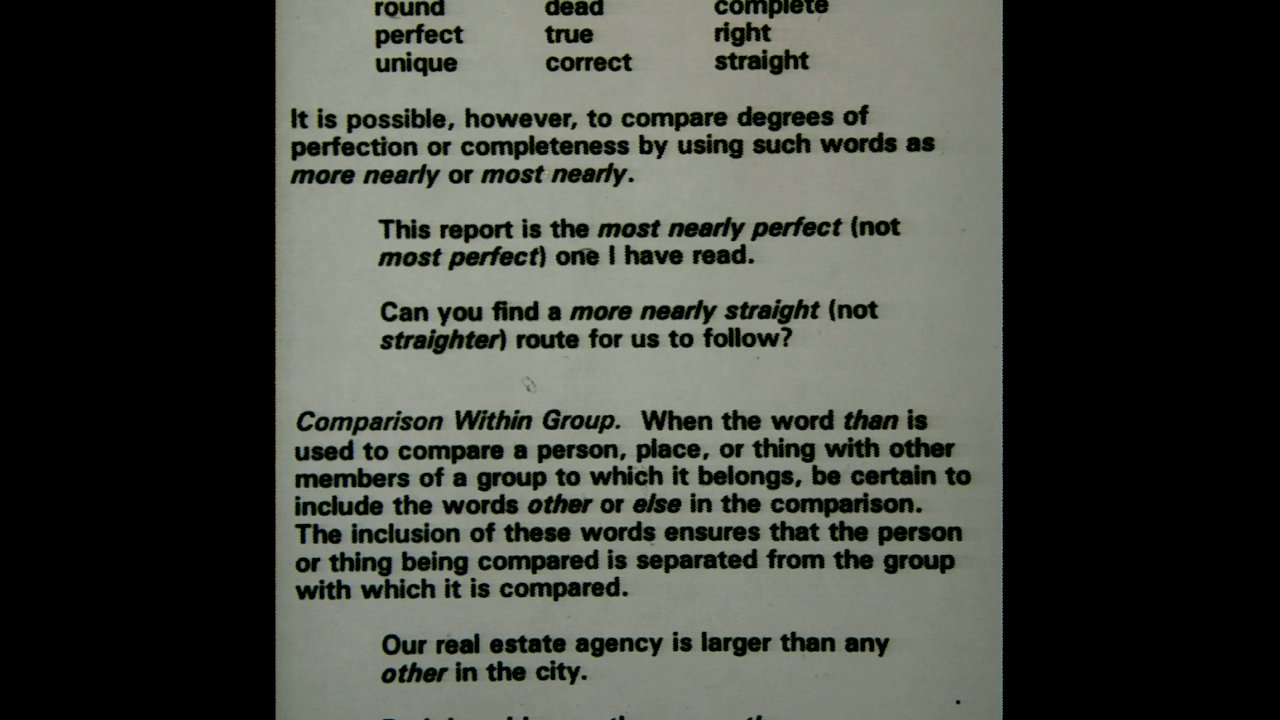 round dead complete
perfect true right
unique correct straight
It is possible, however, to compare degrees of
perfection or completeness by using such words as
more nearly or most nearly.
This report is the most nearly perfect (not
most perfect) one I have read.
Can you find a more nearly straight (not
straighter) route for us to follow?
Comparison Within Group. When the word than is
used to compare a person, place, or thing with other
members of a group to which it belongs, be certain to
include the words other or else in the comparison.
The inclusion of these words ensures that the person
or thing being compared is separated from the group
with which it is compared.
Our real estate agency is larger than any
other in the city.